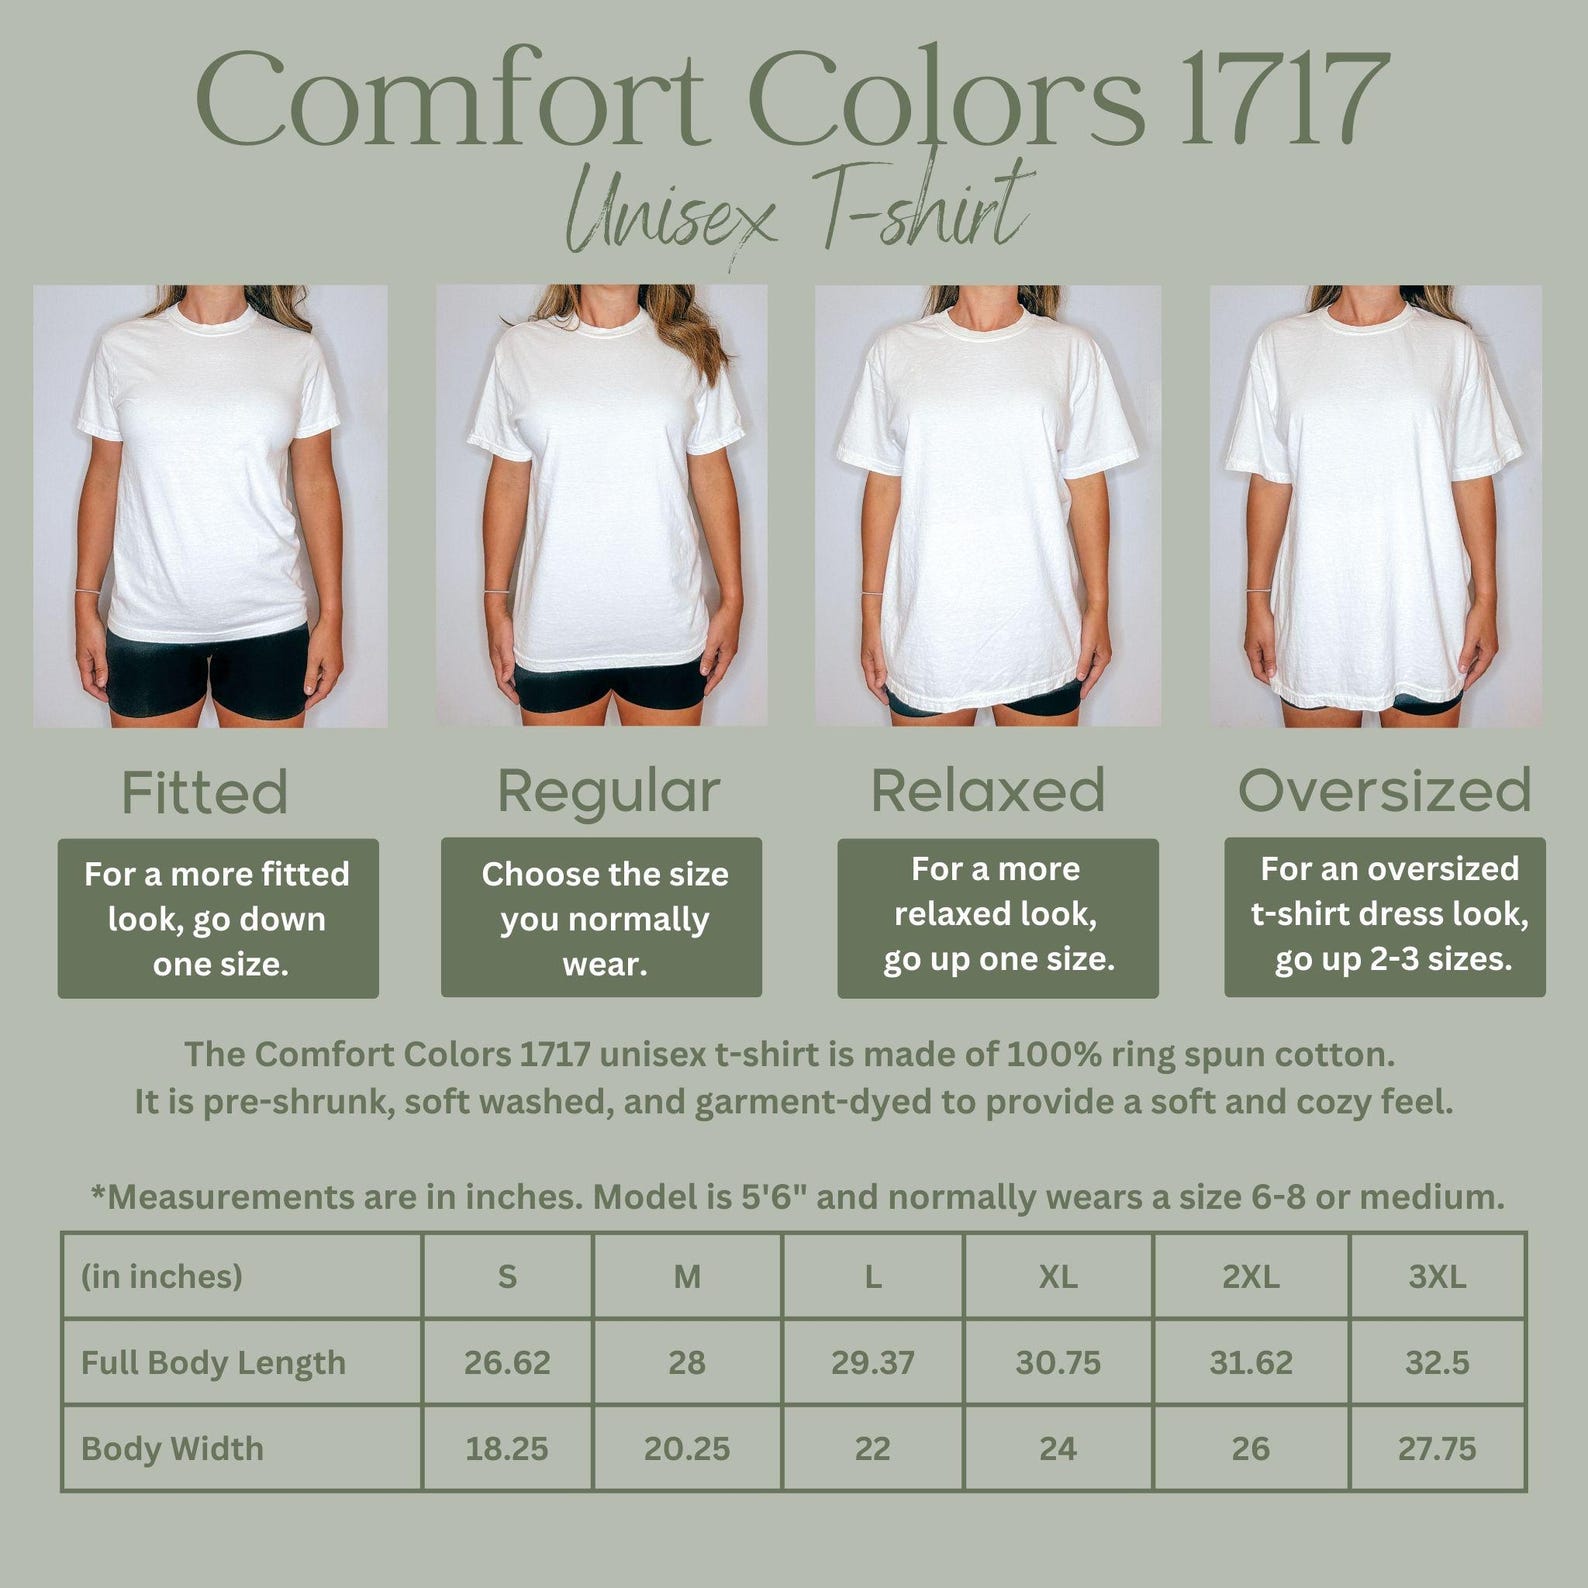 Comfort Colors 1717
Unisex T-shirt
Fitted
For a more fitted
look, go down
one size.
Regular
Choose the size
you normally
wear.
Relaxed
For a more
relaxed look,
go up one size.
Oversized
For an oversized
t-shirt dress look,
go up 2-3 sizes.
The Comfort Colors 1717 unisex t-shirt is made of 100% ring spun cotton.
It is pre-shrunk, soft washed, and garment-dyed to provide a soft and cozy feel.
*Measurements are in inches. Model is 5'6" and normally wears a size 6-8 or medium.
(in inches) S M L XL 2XL 3XL
Full Body Length 26.62 28 29.37 30.75 31.62 32.5
Body Width 18.25 20.25 22 24 26 27.75